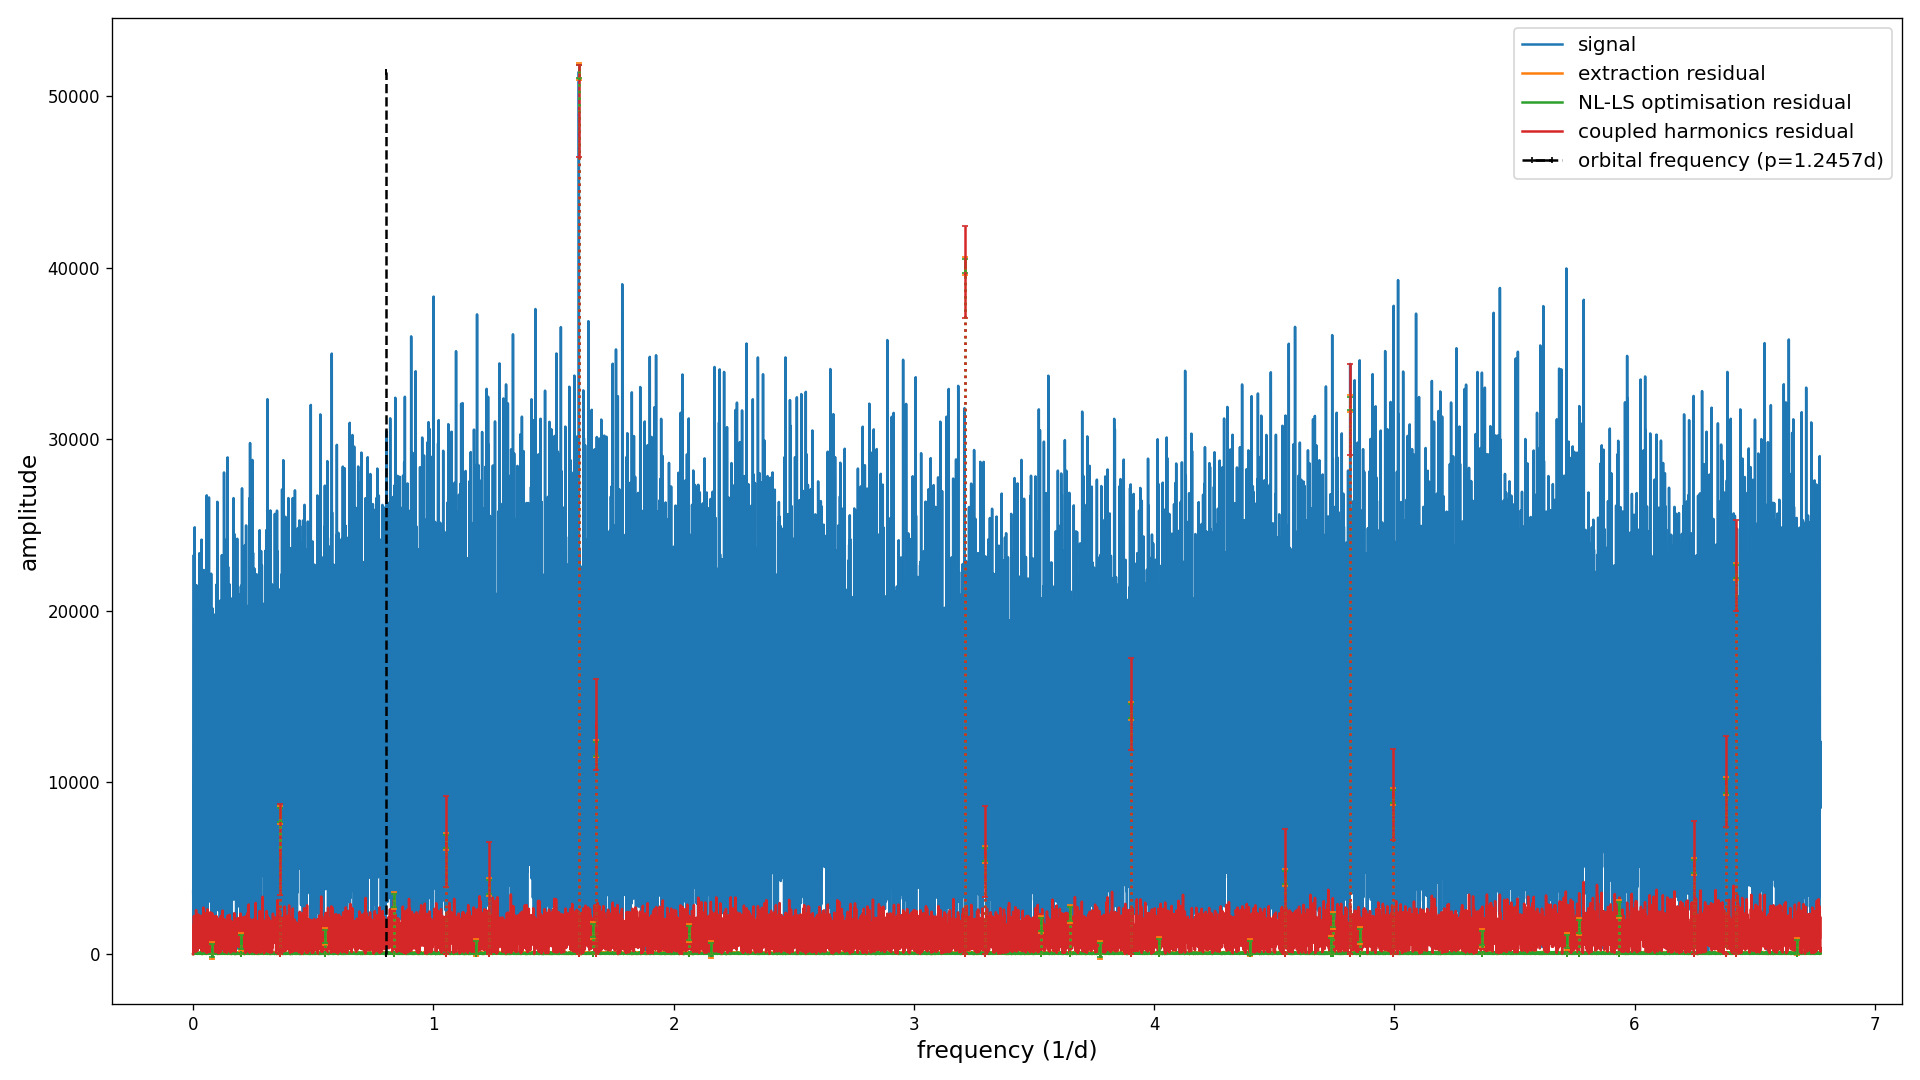 signal
extraction residual
NL-LS optimisation residual
coupled harmonics residual
orbital frequency (p=1.2457d)
amplitude
50000
40000
30000
20000
10000
0
0 1 2 3 4 5 6 7
frequency (1/d)